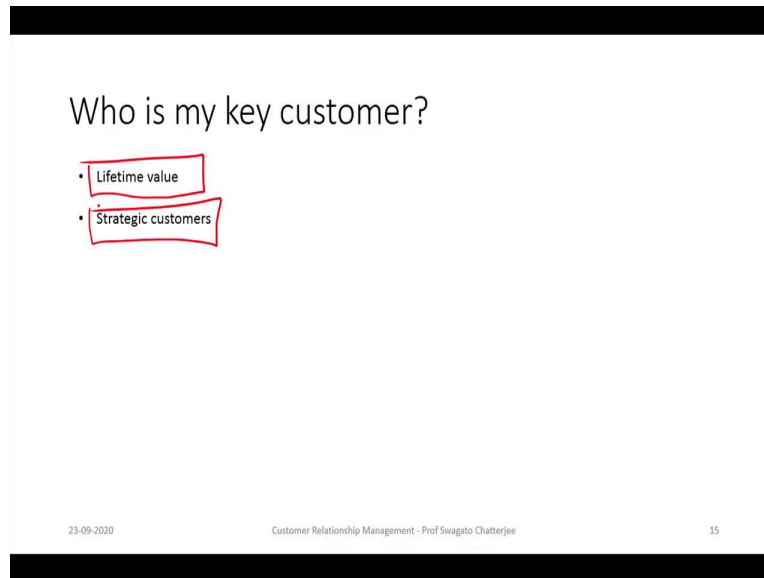 Who is my key customer?
• Lifetime value
• Strategic customers
23-09-2020 Customer Relationship Management - Prof Swagato Chatterjee 15